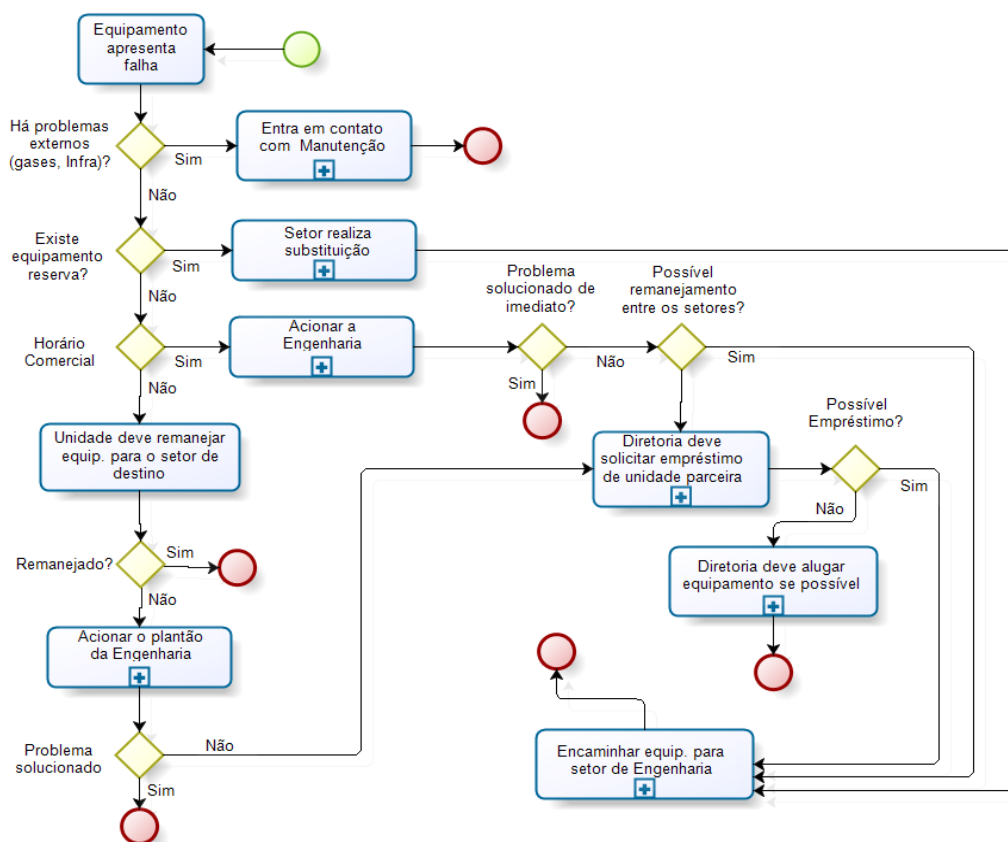 Equipamento
apresenta
falha
Há problemas
externos
(gases, Infra)?
Sim
Entra em contato
com Manutenção
Não
Existe
equipamento
reserva?
Sim
Setor realiza
substituição
Não
Horário
Comercial
Sim
Acionar a
Engenharia
Problema
solucionado de
imediato?
Não
Sim
Possível
remanejamento
entre os setores?
Sim
Não
Unidade deve remanejar
equip. para o setor de
destino
Diretoria deve
solicitar empréstimo
de unidade parceira
Possível
Empréstimo?
Sim
Não
Diretoria deve alugar
equipamento se possível
Remanejado?
Sim
Não
Acionar o plantão
da Engenharia
Problema
solucionado
Não
Sim
Encaminhar equip. para
setor de Engenharia